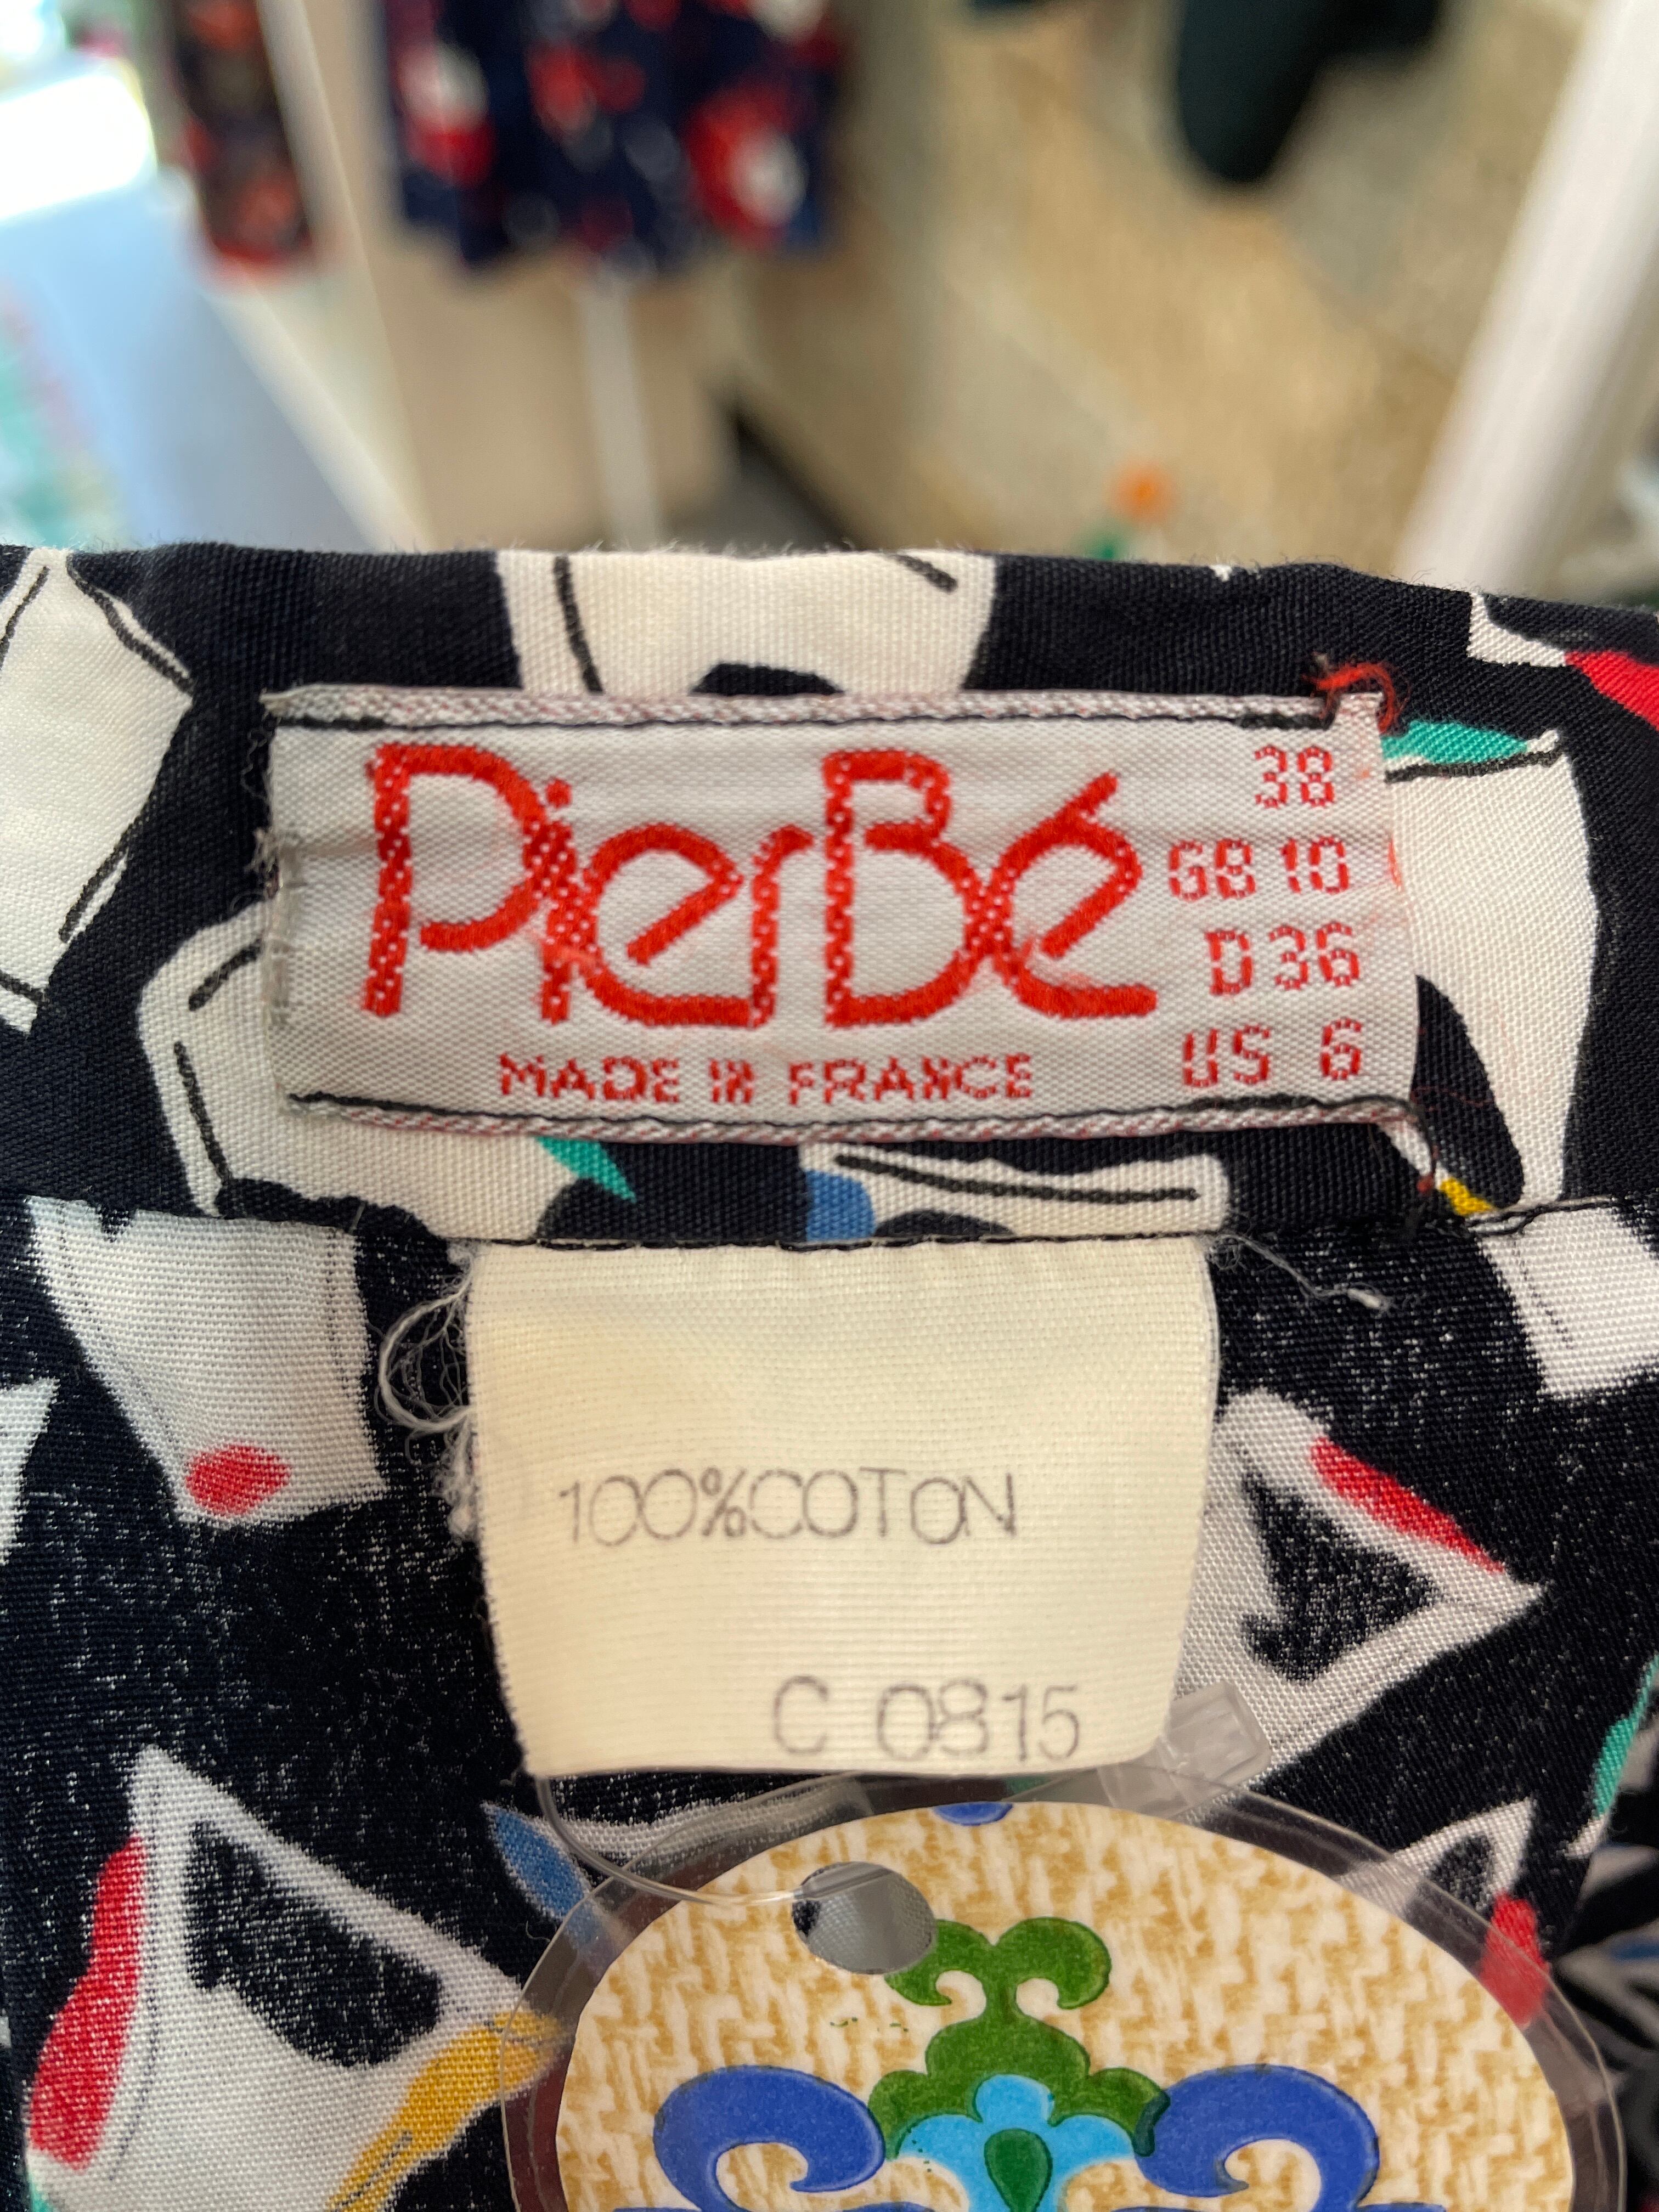 PierBé
38
GB 10
D 36
US 6
MADE IN FRANCE
100%COTON
C 0815